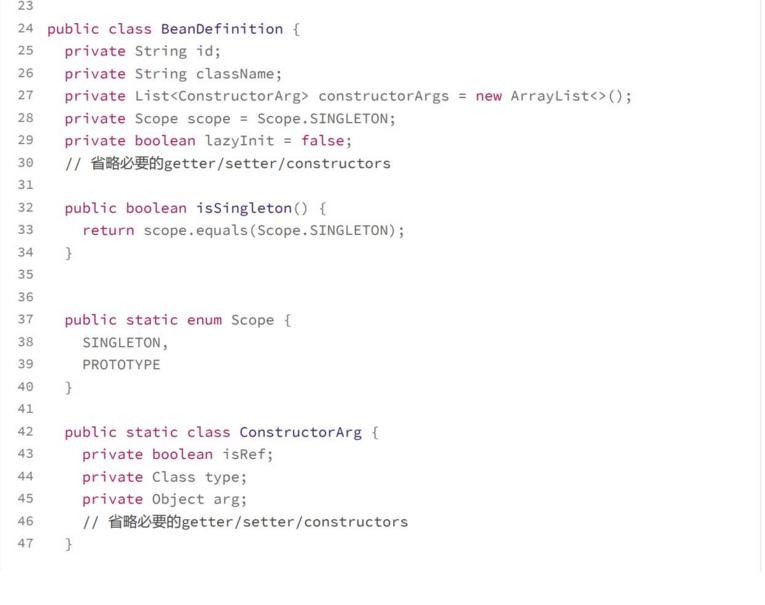 23
24 public class BeanDefinition {
25   private String id;
26   private String className;
27   private List<ConstructorArg> constructorArgs = new ArrayList<>();
28   private Scope scope = Scope.SINGLETON;
29   private boolean lazyInit = false;
30   // 省略必要的getter/setter/constructors
31
32   public boolean isSingleton() {
33     return scope.equals(Scope.SINGLETON);
34   }
35
36
37   public static enum Scope {
38     SINGLETON,
39     PROTOTYPE
40   }
41
42   public static class ConstructorArg {
43     private boolean isRef;
44     private Class type;
45     private Object arg;
46     // 省略必要的getter/setter/constructors
47   }